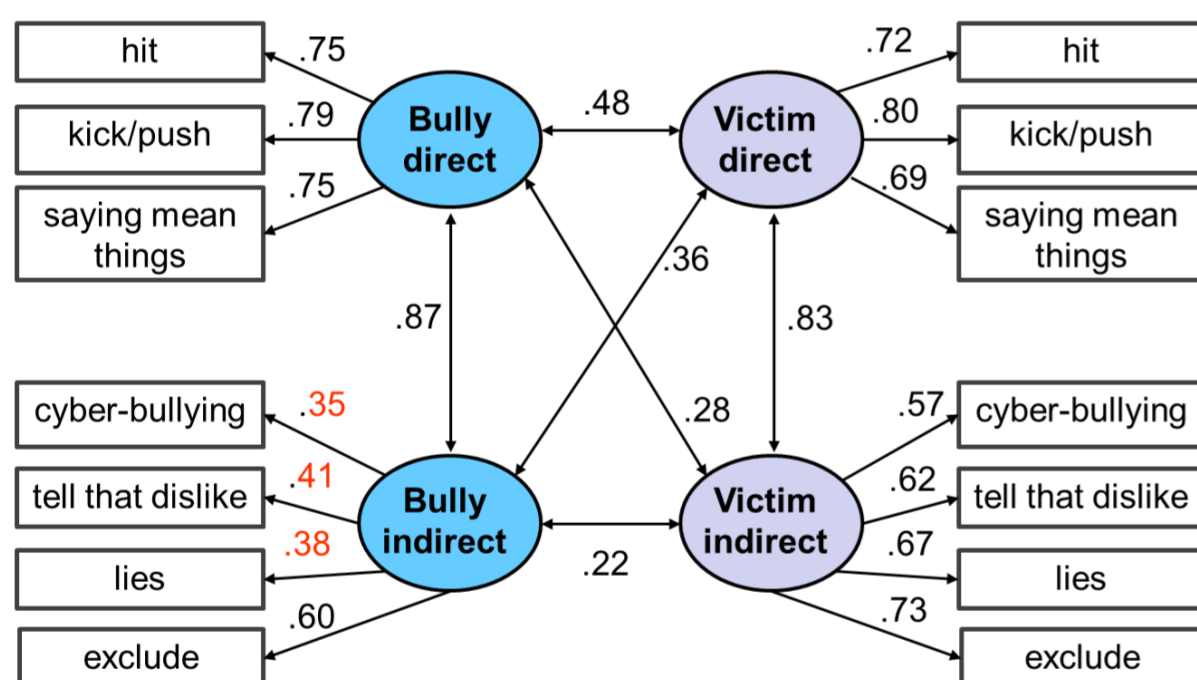 hit
.75
.72
hit
kick/push
.79
Bully
direct
.48
Victim
direct
.80
kick/push
.75
.69
saying mean
things
saying mean
things
.36
.87
.83
cyber-bullying
.35
.28
.57
cyber-bullying
tell that dislike
.41
Bully
indirect
Victim
indirect
.62
tell that dislike
.38
.67
lies
.22
lies
.60
.73
exclude
exclude